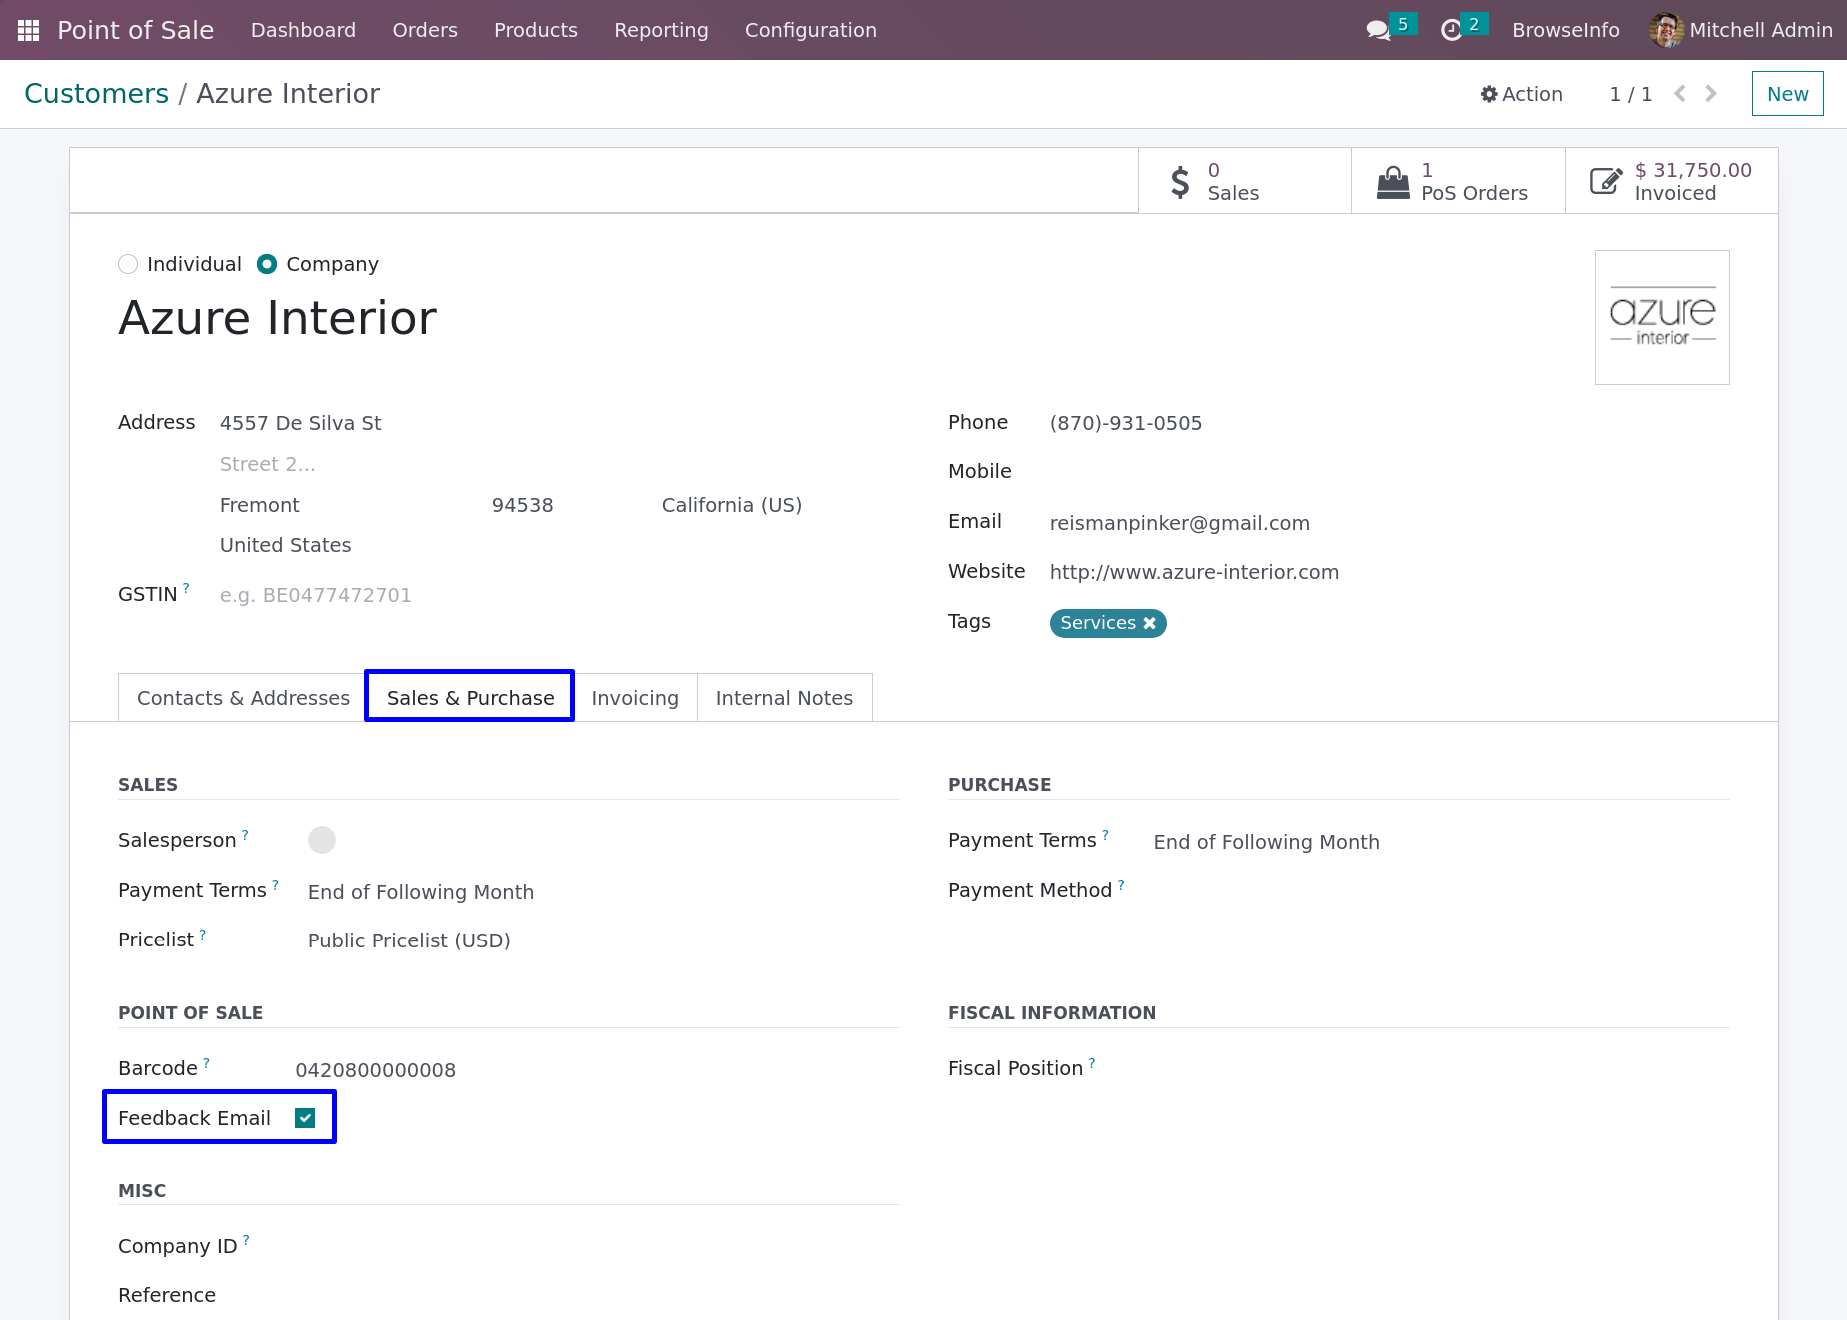 Point of Sale Dashboard Orders Products Reporting Configuration 5 2 BrowseInfo Mitchell Admin
Customers / Azure Interior Action 1 / 1 New
0 Sales
1 PoS Orders
$ 31,750.00 Invoiced
Individual Company
Azure Interior
azure
interior
Address 4557 De Silva St
Street 2...
Fremont 94538 California (US)
United States
GSTIN ? e.g. BE0477472701
Phone (870)-931-0505
Mobile
Email reismanpinker@gmail.com
Website http://www.azure-interior.com
Tags Services
Contacts & Addresses Sales & Purchase Invoicing Internal Notes
SALES
Salesperson ?
Payment Terms ? End of Following Month
Pricelist ? Public Pricelist (USD)
PURCHASE
Payment Terms ? End of Following Month
Payment Method ?
POINT OF SALE
Barcode ? 0420800000008
Feedback Email
FISCAL INFORMATION
Fiscal Position ?
MISC
Company ID ?
Reference